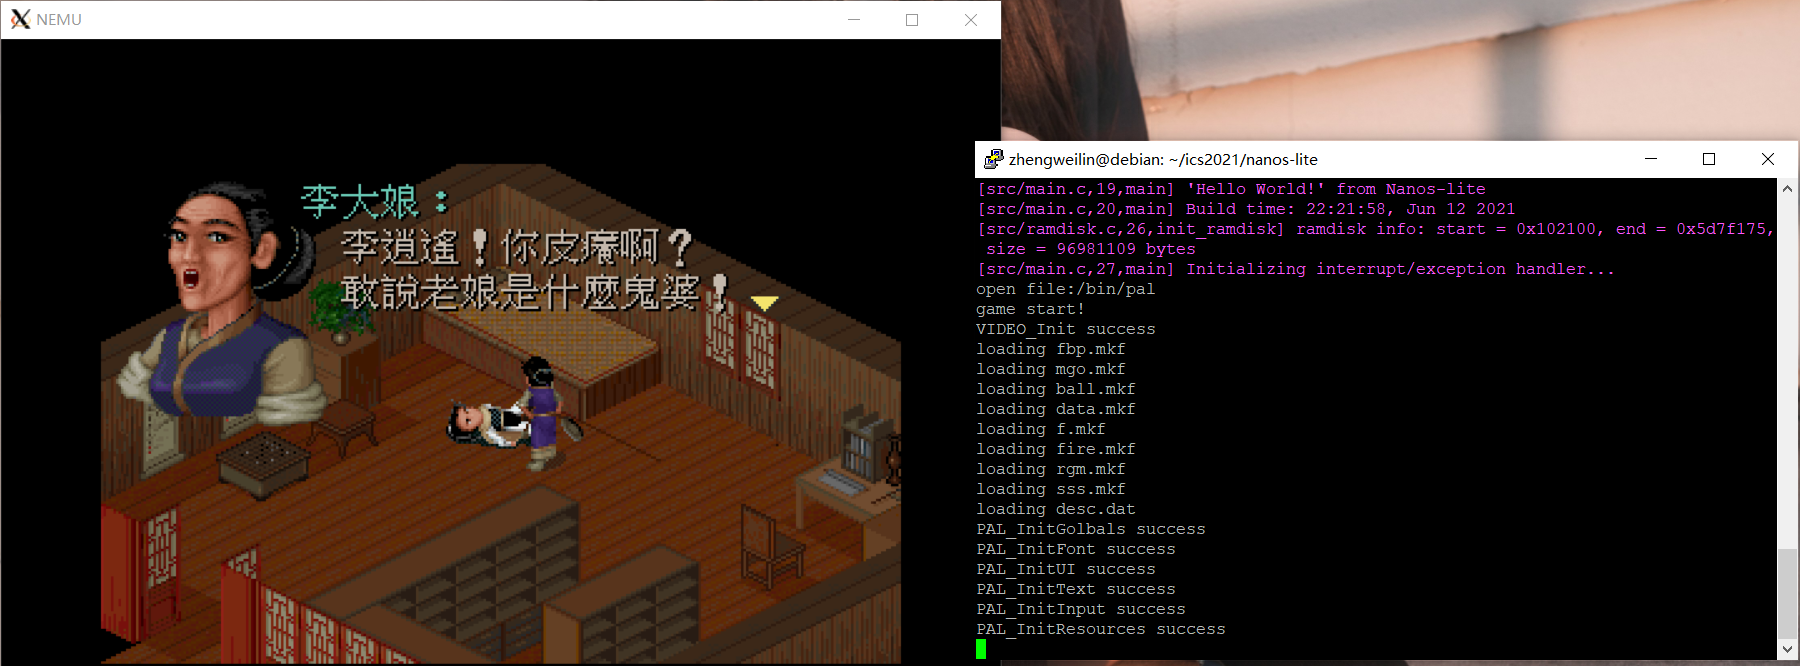 NEMU
李大娘：
李逍遙！你皮癢啊？
敢說老娘是什麼鬼婆！
zhengweilin@debian: ~/ics2021/nanos-lite
[src/main.c,19,main] 'Hello World!' from Nanos-lite
[src/main.c,20,main] Build time: 22:21:58, Jun 12 2021
[src/ramdisk.c,26,init_ramdisk] ramdisk info: start = 0x102100, end = 0x5d7f175,
size = 96981109 bytes
[src/main.c,27,main] Initializing interrupt/exception handler...
open file:/bin/pal
game start!
VIDEO_Init success
loading fbp.mkf
loading mgo.mkf
loading ball.mkf
loading data.mkf
loading f.mkf
loading fire.mkf
loading rgm.mkf
loading sss.mkf
loading desc.dat
PAL_InitGolbals success
PAL_InitFont success
PAL_InitUI success
PAL_InitText success
PAL_InitInput success
PAL_InitResources success